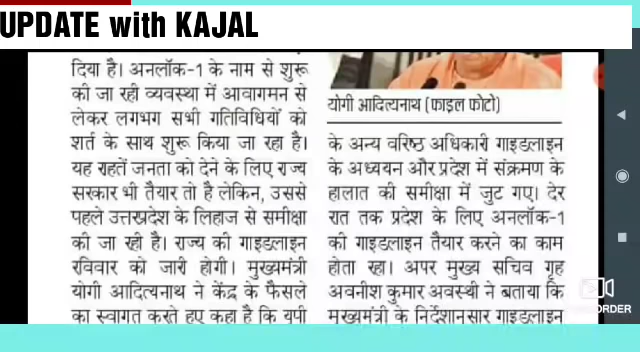 UPDATE with KAJAL
दिया है। अनलॉक-1 के नाम से शुरू
की जा रही व्यवस्था में आवागमन से
लेकर लगभग सभी गतिविधियों को
शर्त के साथ शुरू किया जा रहा है।
यह राहतें जनता को देने के लिए राज्य
सरकार भी तैयार तो है लेकिन, उससे
पहले उत्तरप्रदेश के लिहाज से समीक्षा
की जा रही है। राज्य की गाइडलाइन
रविवार को जारी होगी। मुख्यमंत्री
योगी आदित्यनाथ ने केंद्र के फैसले
का स्वागत करते हुए कहा है कि यूपी
योगी आदित्यनाथ (फाइल फोटो)
के अन्य वरिष्ठ अधिकारी गाइडलाइन
के अध्ययन और प्रदेश में संक्रमण के
हालात की समीक्षा में जुट गए। देर
रात तक प्रदेश के लिए अनलॉक-1
की गाइडलाइन तैयार करने का काम
होता रहा। अपर मुख्य सचिव गृह
अवनीश कुमार अवस्थी ने बताया कि
मुख्यमंत्री के निर्देशानुसार गाइडलाइन